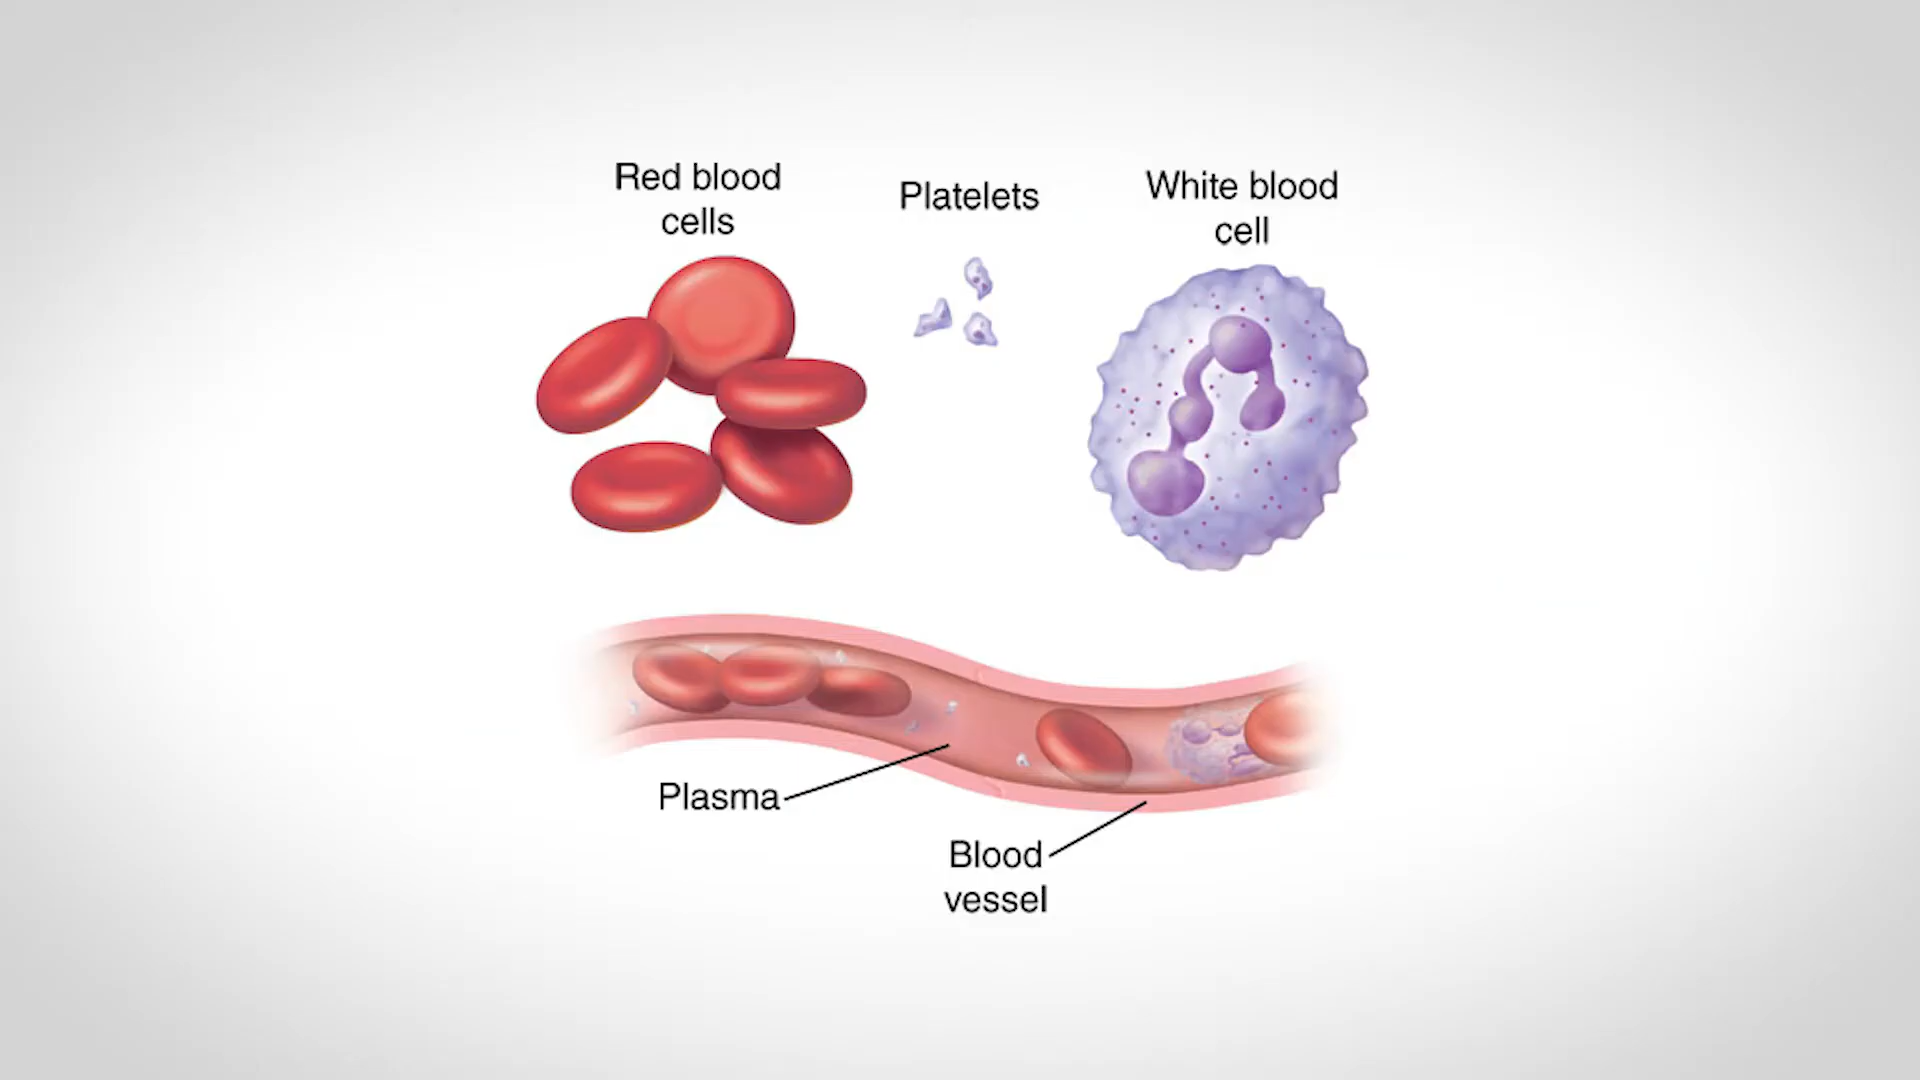 Red blood
cells
Platelets
White blood
cell
Plasma
Blood
vessel